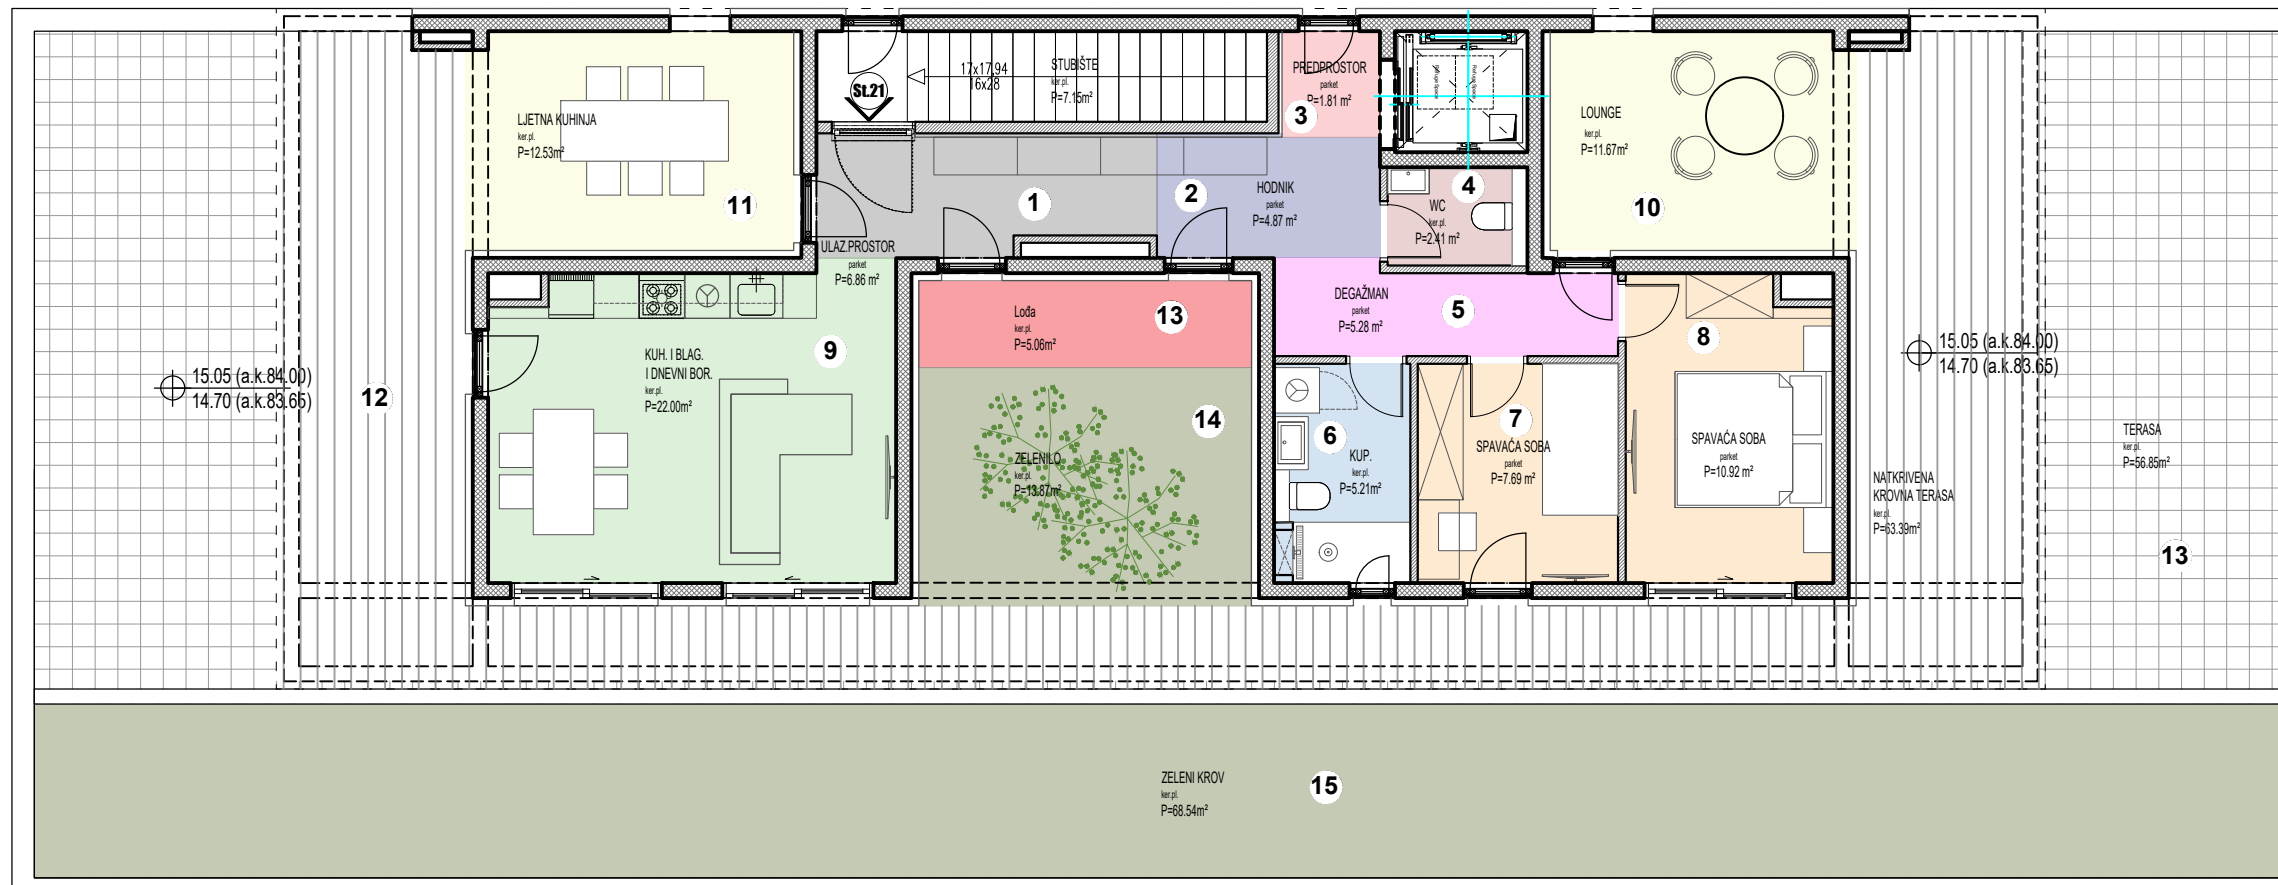 LJETNA KUHINJA
ker.pl.
P=12.53m²
11
St.21
17x17,94
16x28
STUBIŠTE
ker.pl.
P=7.15m²
PREDPROSTOR
parket
P=1.81 m²
3
Refuge Space
Refuge Space
LOUNGE
ker.pl.
P=11.67m²
10
1
2
HODNIK
parket
P=4.87 m²
4
WC
ker.pl.
P=2.41 m²
ULAZ.PROSTOR
parket
P=6.86 m²
KUH. I BLAG.
I DNEVNI BOR.
ker.pl.
P=22.00m²
9
Lođa
ker.pl.
P=5.06m²
13
DEGAŽMAN
parket
P=5.28 m²
5
8
15.05 (a.k.84.00)
14.70 (a.k.83.65)
12
15.05 (a.k.84.00)
14.70 (a.k.83.65)
14
ZELENILO
ker.pl.
P=13.87m²
6
KUP.
ker.pl.
P=5.21m²
7
SPAVAĆA SOBA
parket
P=7.69 m²
SPAVAĆA SOBA
parket
P=10.92 m²
NATKRIVENA
KROVNA TERASA
ker.pl.
P=63.39m²
TERASA
ker.pl.
P=56.85m²
13
ZELENI KROV
ker.pl.
P=68.54m²
15